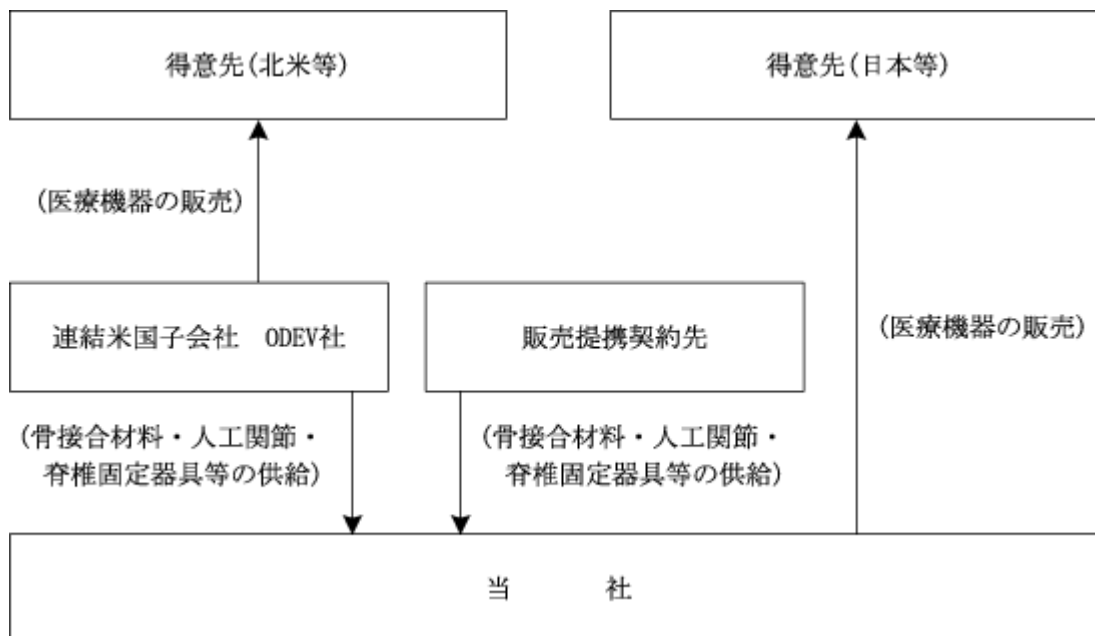 得意先(北米等)
得意先(日本等)
(医療機器の販売)
連結米国子会社　ODEV社
販売提携契約先
(医療機器の販売)
(骨接合材料・人工関節・
脊椎固定器具等の供給)
(骨接合材料・人工関節・
脊椎固定器具等の供給)
当　　　社